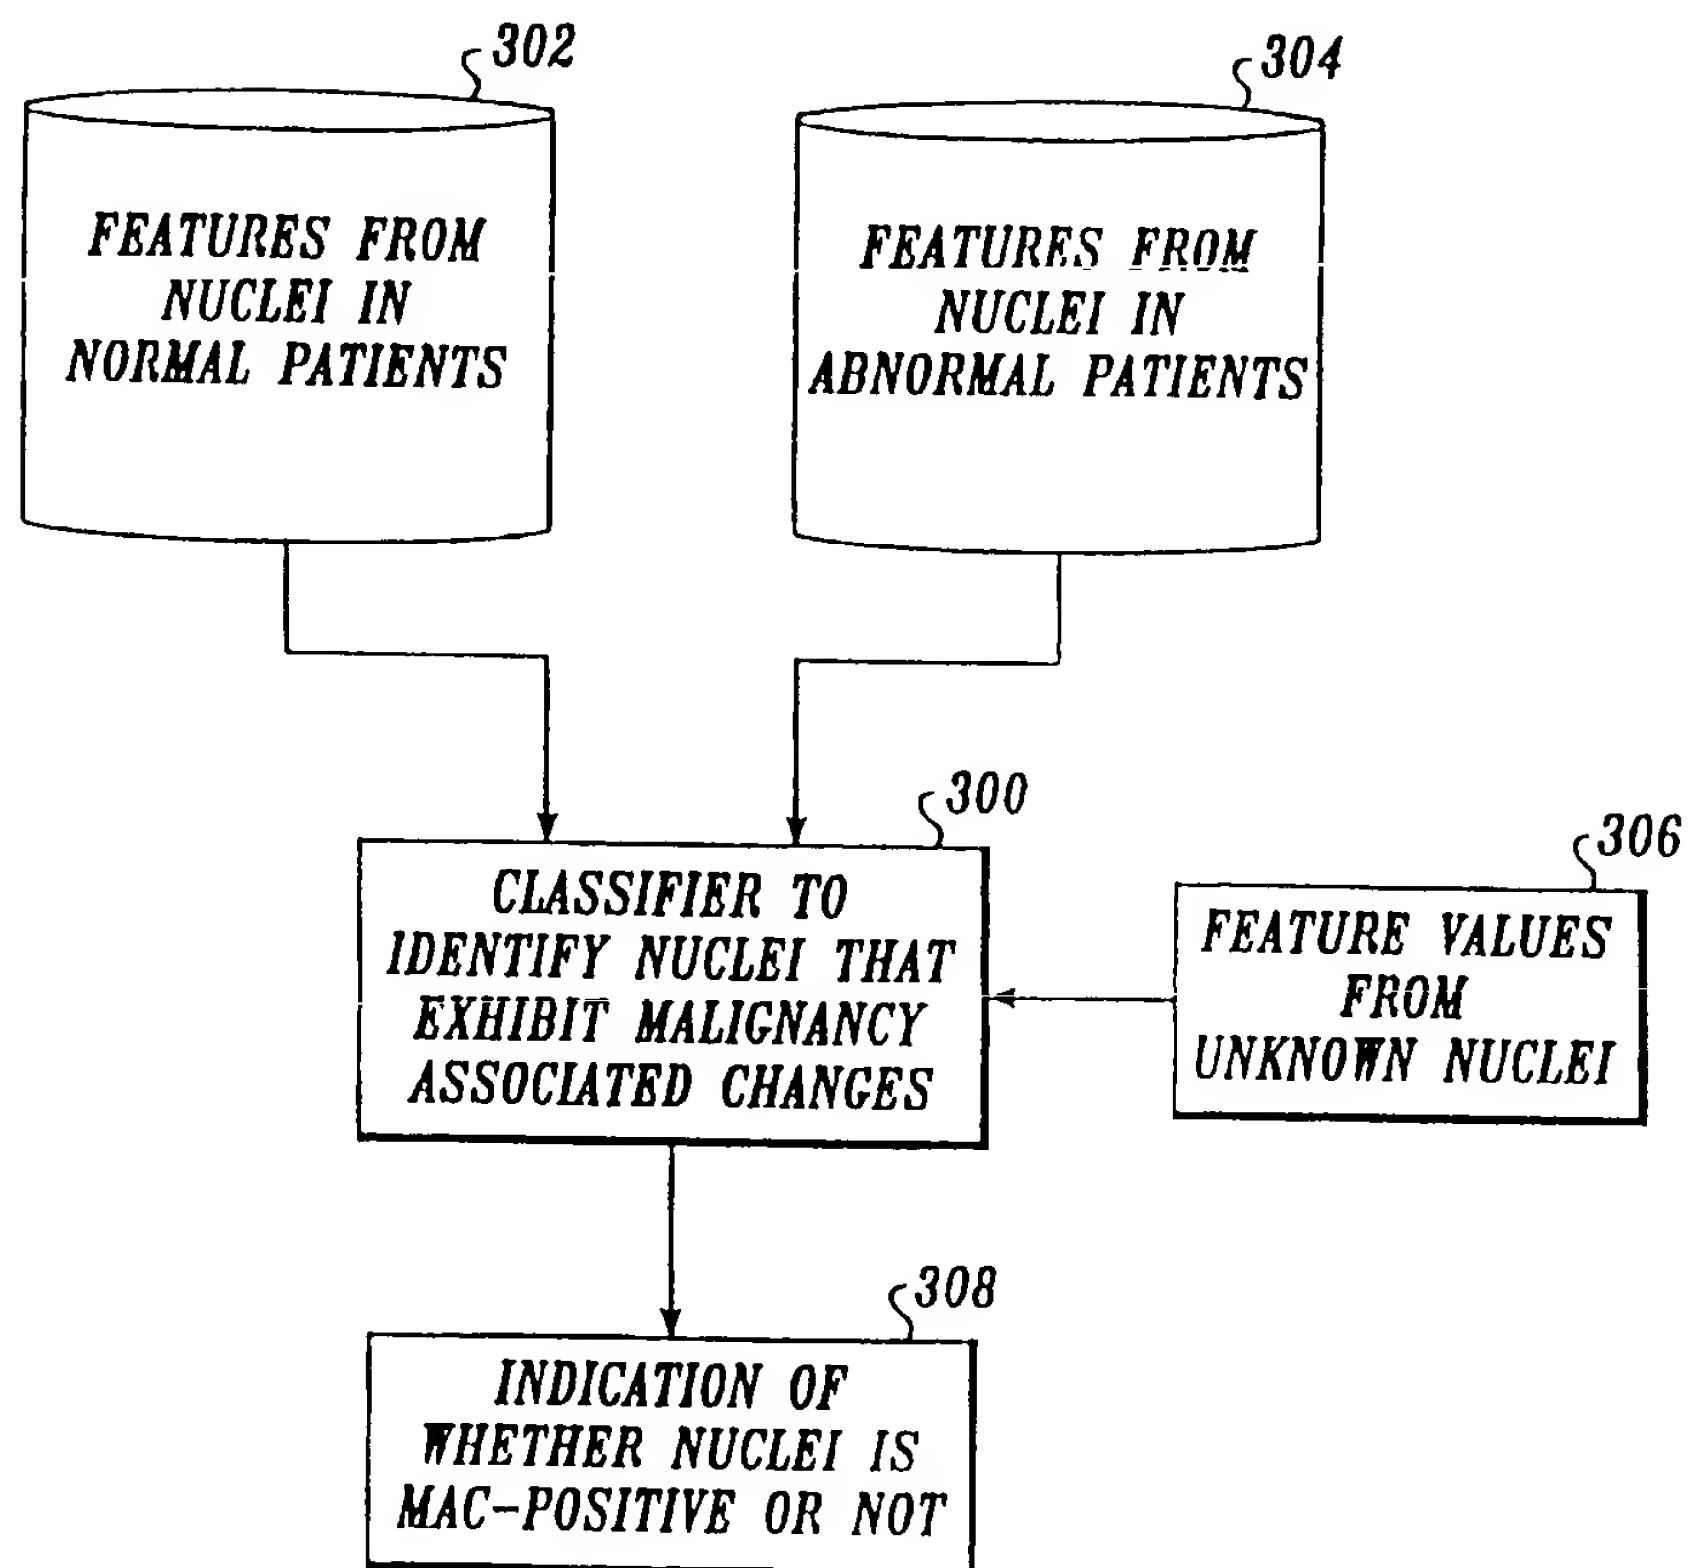 302
FEATURES FROM
NUCLEI IN
NORMAL PATIENTS
304
FEATURES FROM
NUCLEI IN
ABNORMAL PATIENTS
300
CLASSIFIER TO
IDENTIFY NUCLEI THAT
EXHIBIT MALIGNANCY
ASSOCIATED CHANGES
306
FEATURE VALUES
FROM
UNKNOWN NUCLEI
308
INDICATION OF
WHETHER NUCLEI IS
MAC-POSITIVE OR NOT